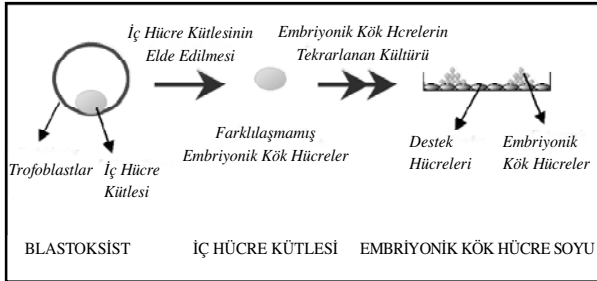 İç Hücre Kütlesinin
Elde Edilmesi
Embriyonik Kök Hcrelerin
Tekrarlanan Kültürü
Trofoblastlar
İç Hücre
Kütlesi
Farklılaşmamış
Embriyonik Kök Hücreler
Destek
Hücreleri
Embriyonik
Kök Hücreler
BLASTOKSİST
İÇ HÜCRE KÜTLESİ
EMBRİYONİK KÖK HÜCRE SOYU